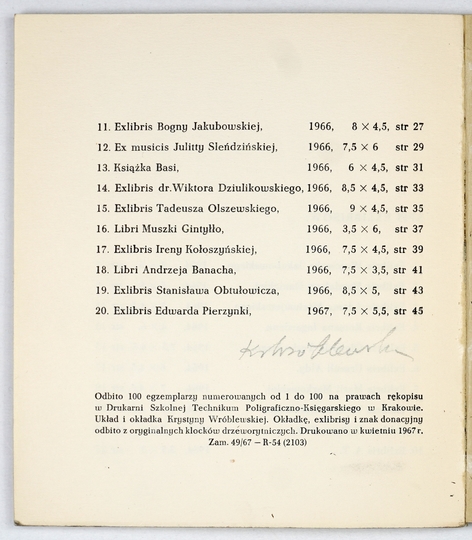 11. Exlibris Bogny Jakubowskiej, 1966, 8 × 4,5, str 27
12. Ex musicis Julitty Sleńdzińskiej, 1966, 7,5 × 6 str 29
13. Książka Basi, 1966, 6 × 4,5, str 31
14. Exlibris dr. Wiktora Dziulikowskiego, 1966, 8,5 × 4,5, str 33
15. Exlibris Tadeusza Olszewskiego, 1966, 9 × 4,5, str 35
16. Libri Muszki Gintyłło, 1966, 3,5 × 6, str 37
17. Exlibris Ireny Kołoszyńskiej, 1966, 7,5 × 4,5, str 39
18. Libri Andrzeja Banacha, 1966, 7,5 × 3,5, str 41
19. Exlibris Stanisława Obtułowicza, 1966, 8,5 × 5, str 43
20. Exlibris Edwarda Pierzynki, 1967, 7,5 × 5,5, str 45
Odbito 100 egzemplarzy numerowanych od 1 do 100 na prawach rękopisu
w Drukarni Szkolnej Technikum Poligraficzno-Księgarskiego w Krakowie.
Układ i okładka Krystyny Wróblewskiej. Okładkę, exlibrisy i znak donacyjny
odbito z oryginalnych klocków drzeworytniczych. Drukowano w kwietniu 1967 r.
Zam. 49/67 — R-54 (2103)